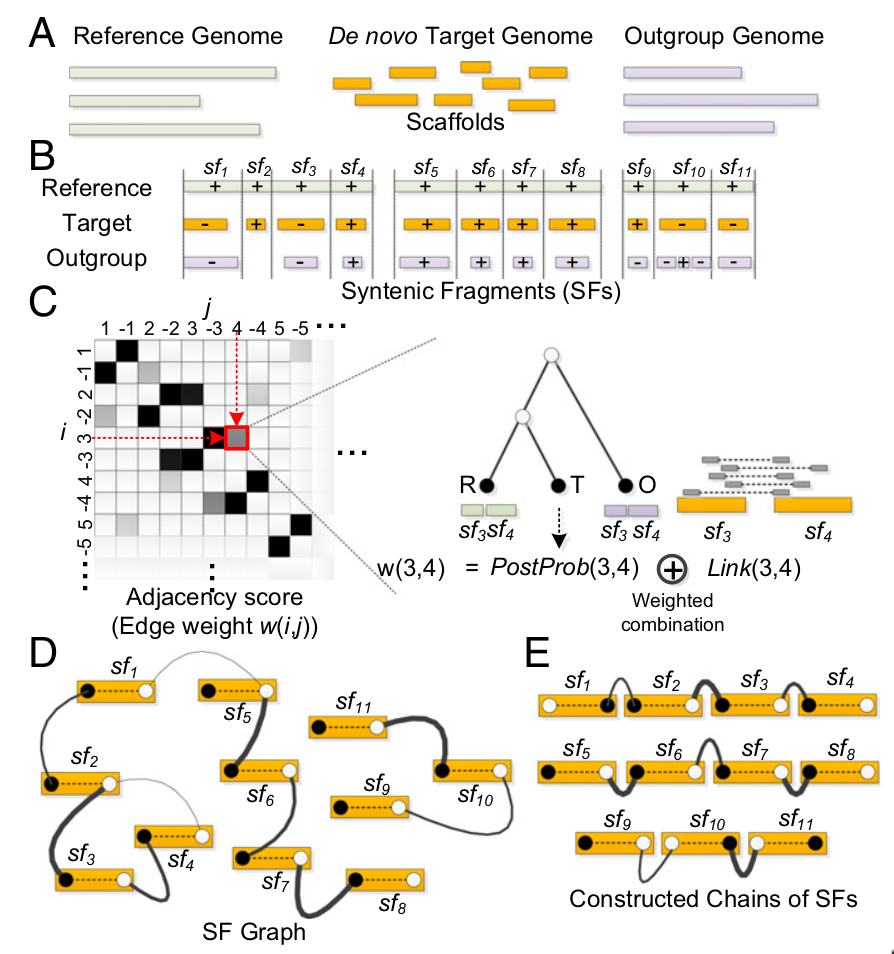 A
Reference Genome De novo Target Genome Outgroup Genome
Scaffolds
B
sf1 sf2 sf3 sf4 sf5 sf6 sf7 sf8 sf9 sf10 sf11
Reference + + + + + + + + + + +
Target - + - + + + + + + - -
Outgroup - - + + + + + - - + - -
Syntenic Fragments (SFs)
C
j
1 -1 2 -2 3 -3 4 -4 5 -5 ...
1
-1
2
-2
i 3
-3
-4 4
5
-5
...
...
...
R T O
sf3 sf4 sf3 sf4 sf3 sf4
w(3,4) = PostProb(3,4) + Link(3,4)
Weighted
combination
Adjacency score
(Edge weight w(i,j))
D
sf1
sf5
sf11
sf2
sf6
sf9
sf10
sf4
sf3
sf7
sf8
SF Graph
E
sf1 sf2 sf3 sf4
sf5 sf6 sf7 sf8
sf9 sf10 sf11
Constructed Chains of SFs